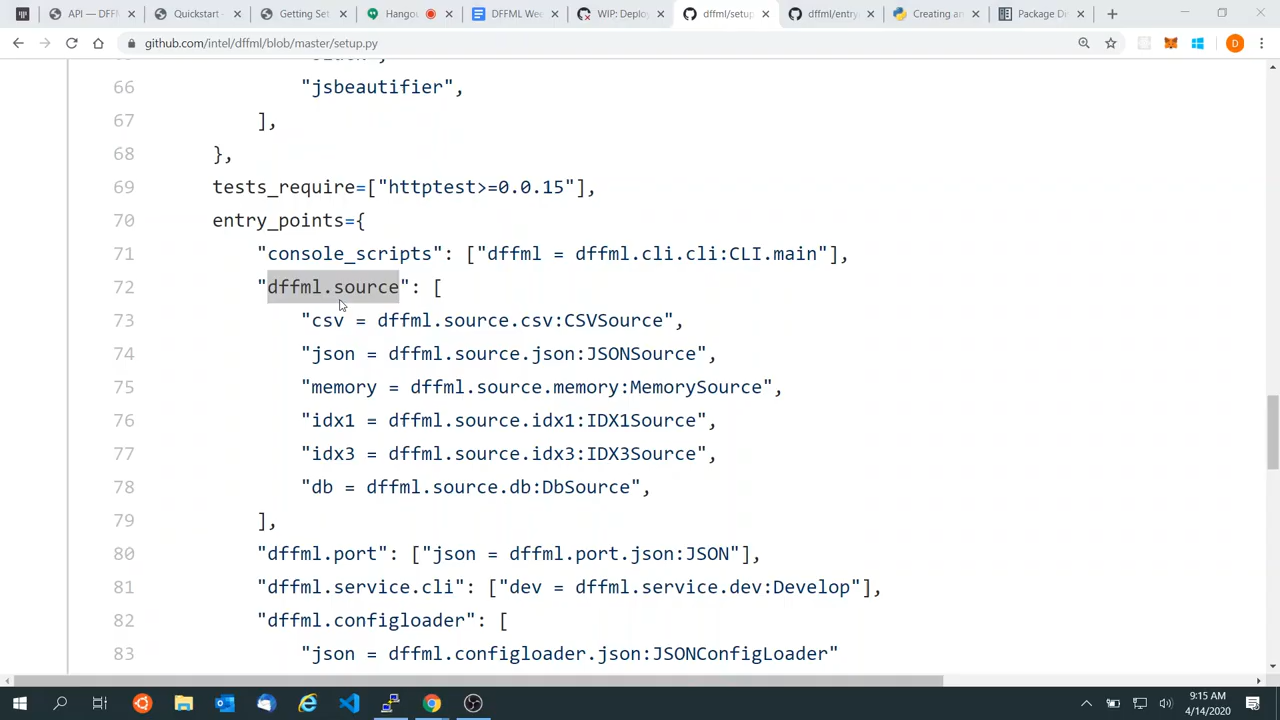 API — DFF
Quickstart
Getting Set
Hangou
DFFML Wee
WIP: Deploy
dffml/setup
dffml/entry
Creating an
Package Dis
github.com/intel/dffml/blob/master/setup.py
D
66 "jsbeautifier",
67 ],
68 },
69 tests_require=["httptest>=0.0.15"],
70 entry_points={
71 "console_scripts": ["dffml = dffml.cli.cli:CLI.main"],
72 "dffml.source": [
73 "csv = dffml.source.csv:CSVSource",
74 "json = dffml.source.json:JSONSource",
75 "memory = dffml.source.memory:MemorySource",
76 "idx1 = dffml.source.idx1:IDX1Source",
77 "idx3 = dffml.source.idx3:IDX3Source",
78 "db = dffml.source.db:DbSource",
79 ],
80 "dffml.port": ["json = dffml.port.json:JSON"],
81 "dffml.service.cli": ["dev = dffml.service.dev:Develop"],
82 "dffml.configloader": [
83 "json = dffml.configloader.json:JSONConfigLoader"
9:15 AM
4/14/2020